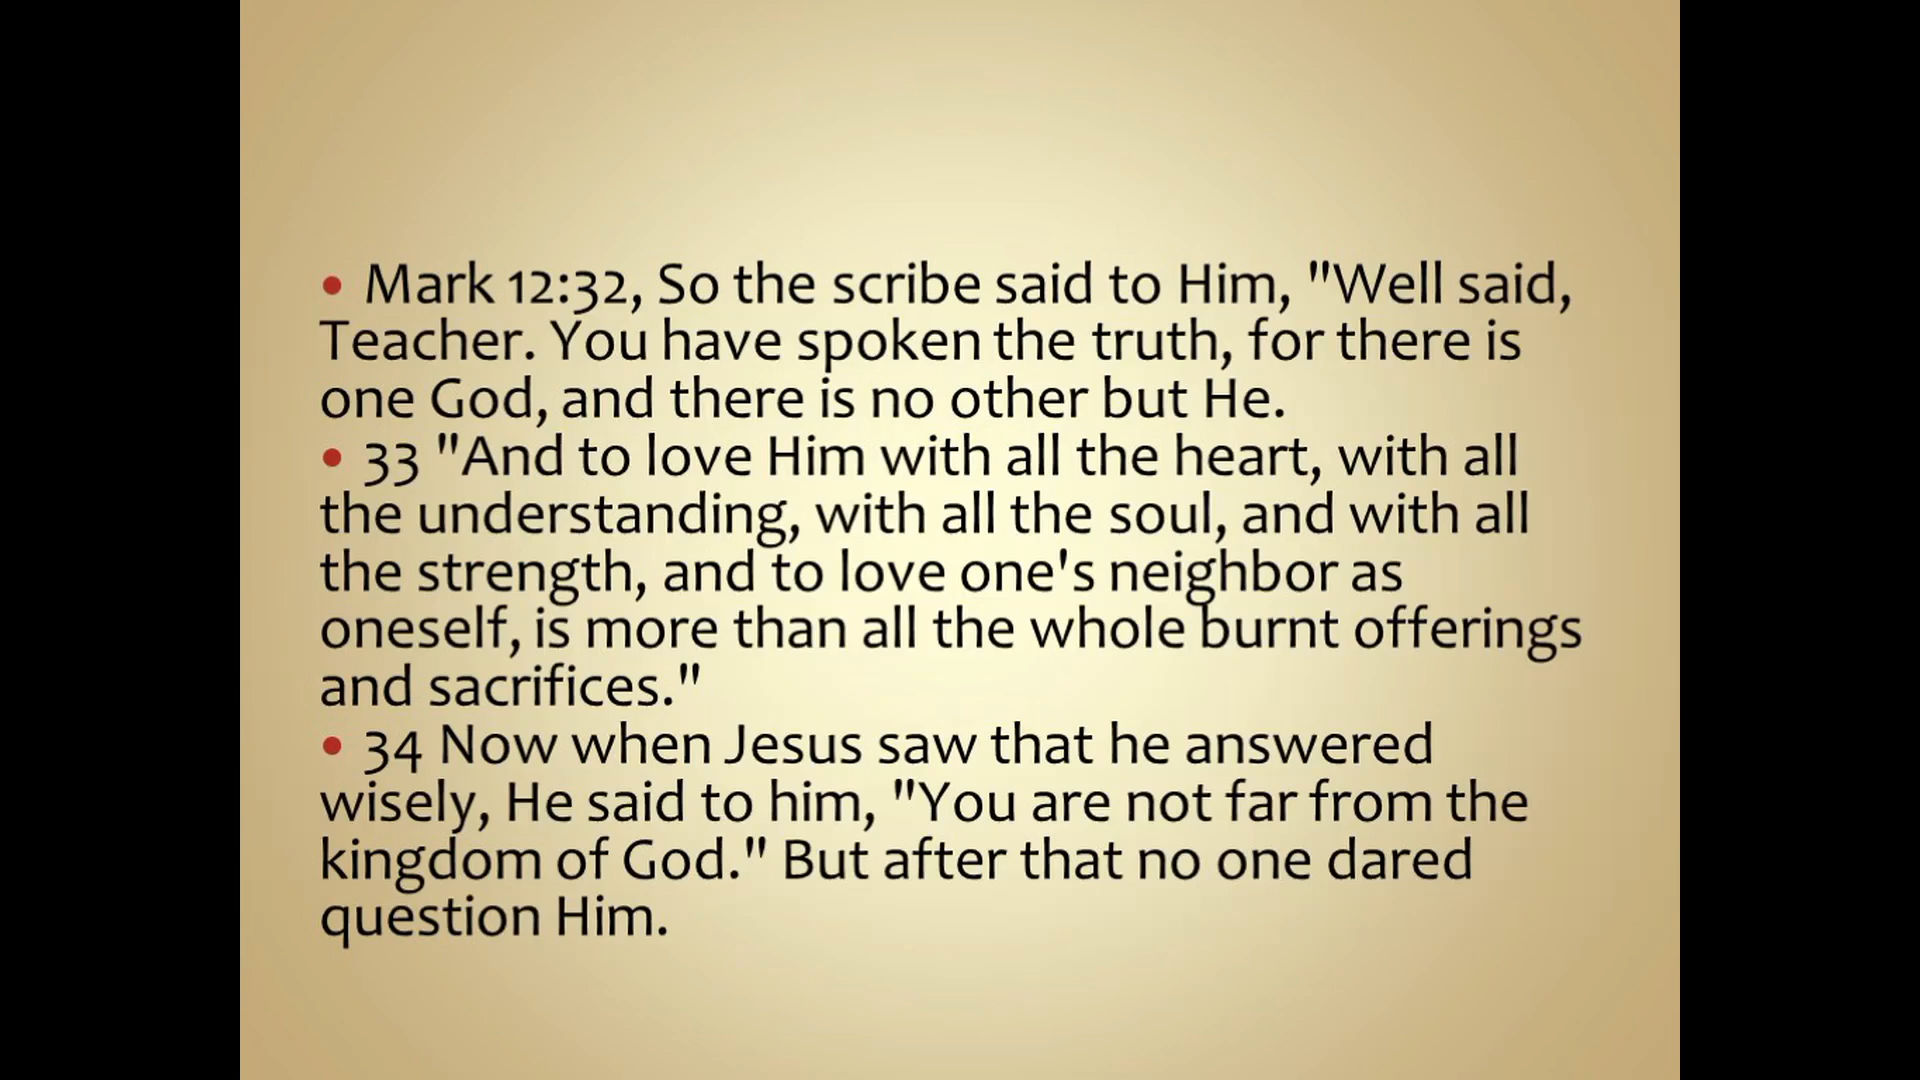 • Mark 12:32, So the scribe said to Him, "Well said,
Teacher. You have spoken the truth, for there is
one God, and there is no other but He.
• 33 "And to love Him with all the heart, with all
the understanding, with all the soul, and with all
the strength, and to love one's neighbor as
oneself, is more than all the whole burnt offerings
and sacrifices."
• 34 Now when Jesus saw that he answered
wisely, He said to him, "You are not far from the
kingdom of God." But after that no one dared
question Him.